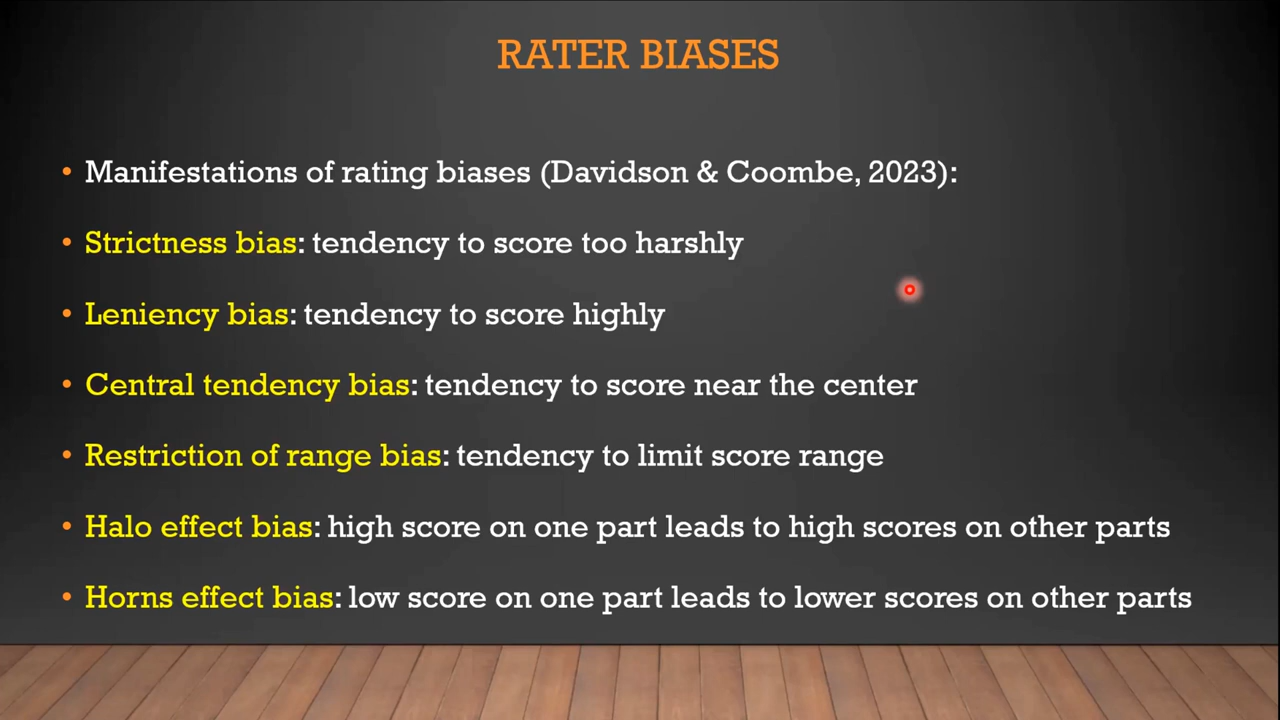 RATER BIASES
• Manifestations of rating biases (Davidson & Coombe, 2023):
• Strictness bias: tendency to score too harshly
• Leniency bias: tendency to score highly
• Central tendency bias: tendency to score near the center
• Restriction of range bias: tendency to limit score range
• Halo effect bias: high score on one part leads to high scores on other parts
• Horns effect bias: low score on one part leads to lower scores on other parts